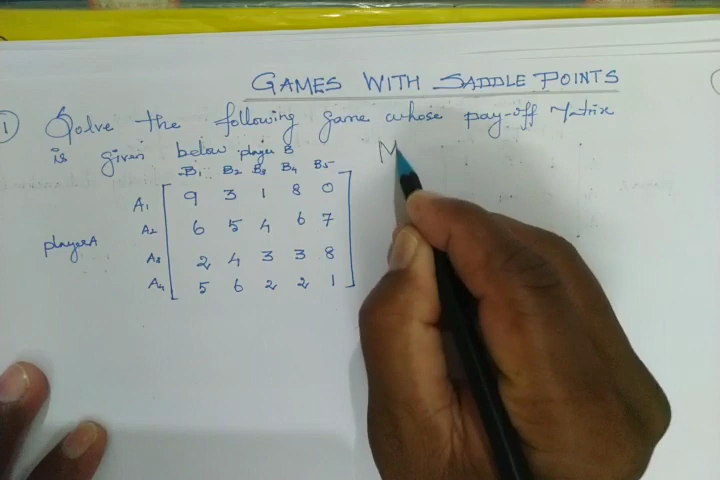 GAMES WITH SADDLE POINTS
1) Solve the following game whose pay-off Matrix
is given below player B
B1 B2 B3 B4 B5
A1 9 3 1 8 0
A2 6 5 4 6 7
player A
A3 2 4 3 3 8
A4 5 6 2 2 1
M